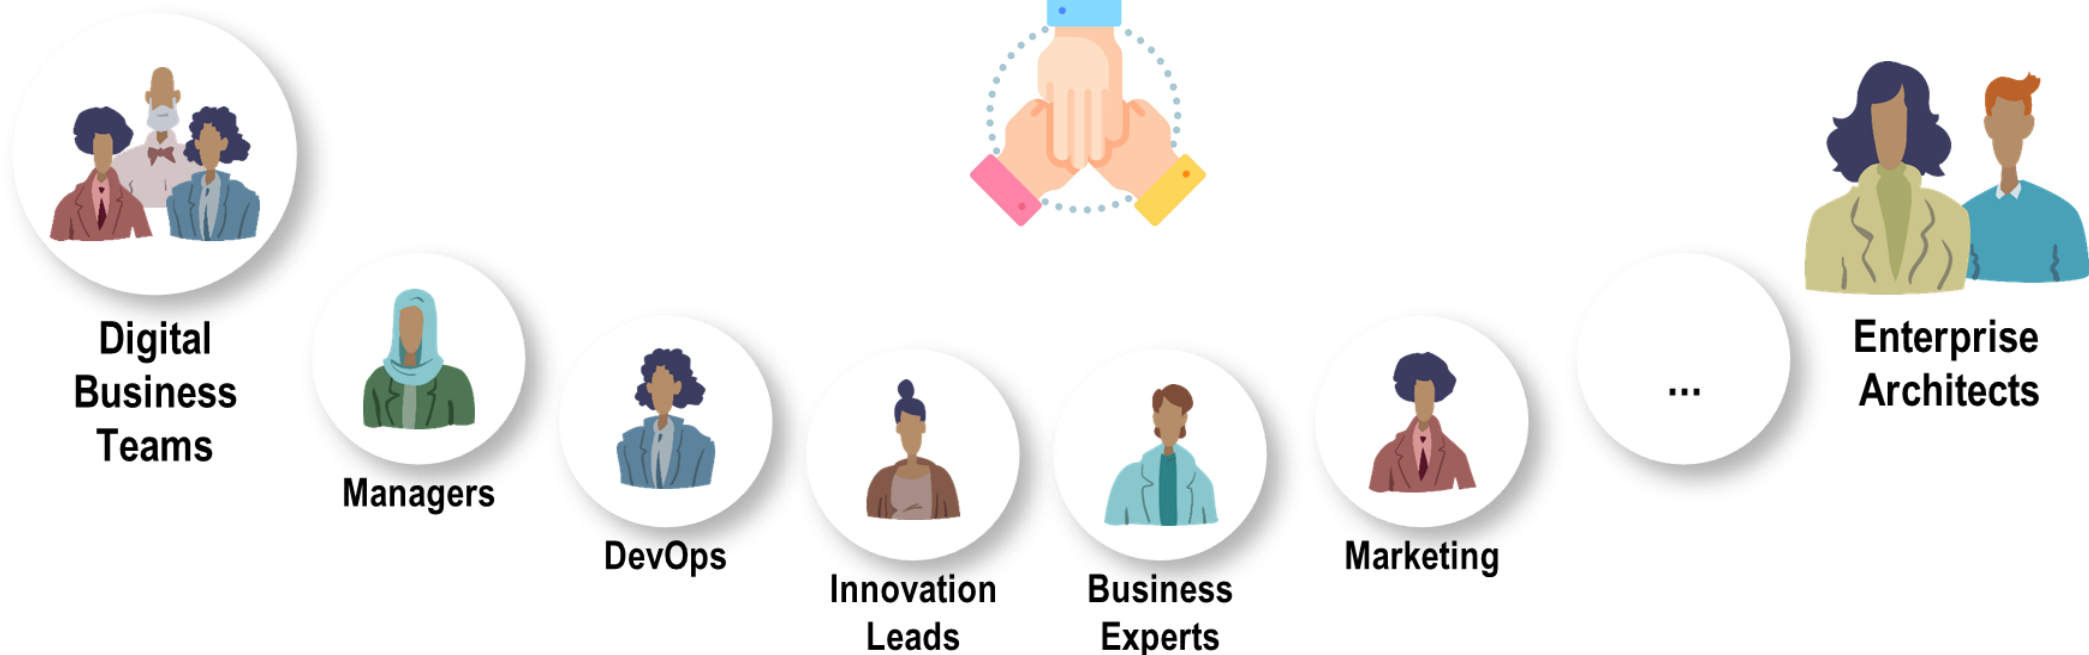 Digital
Business
Teams
Managers
DevOps
Innovation
Leads
Business
Experts
Marketing
...
Enterprise
Architects